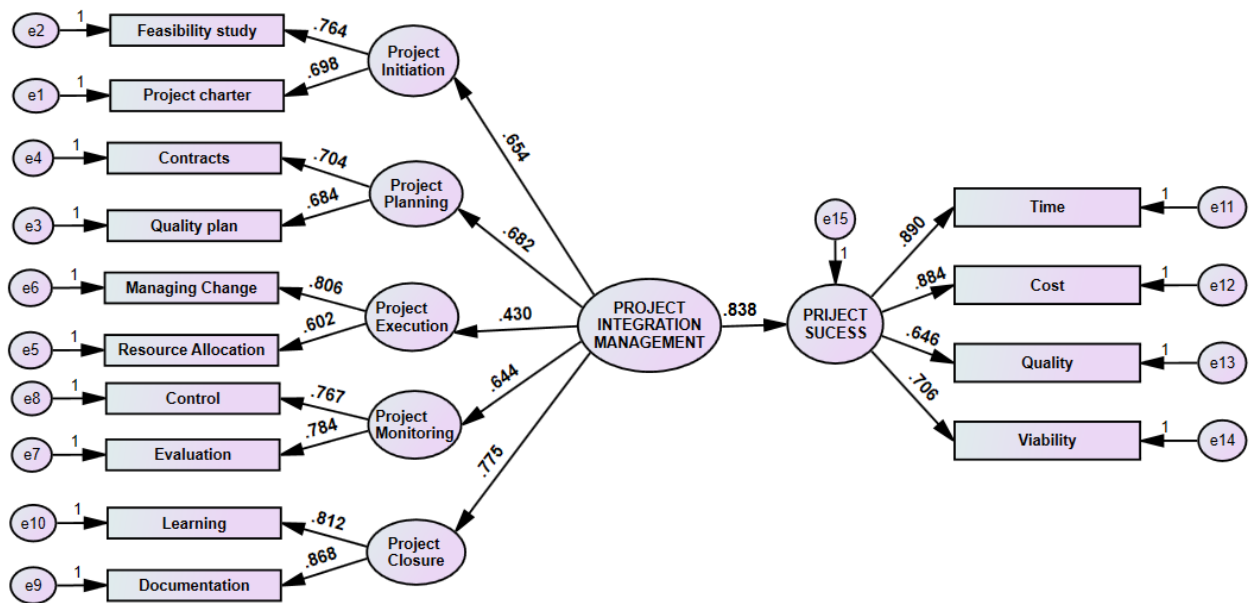 e2
1
Feasibility study
.764
Project
Initiation
e1
1
Project charter
.698
.654
e4
1
Contracts
.704
Project
Planning
e3
1
Quality plan
.684
.682
e6
1
Managing Change
.806
Project
Execution
e5
1
Resource Allocation
.602
.430
e8
1
Control
.767
Project
Monitoring
e7
1
Evaluation
.784
.644
e10
1
Learning
.812
Project
Closure
e9
1
Documentation
.868
.775
PROJECT
INTEGRATION
MANAGEMENT
.838
e15
1
PRIJECT
SUCESS
.890
Time
1
e11
.884
Cost
1
e12
.646
Quality
1
e13
.706
Viability
1
e14